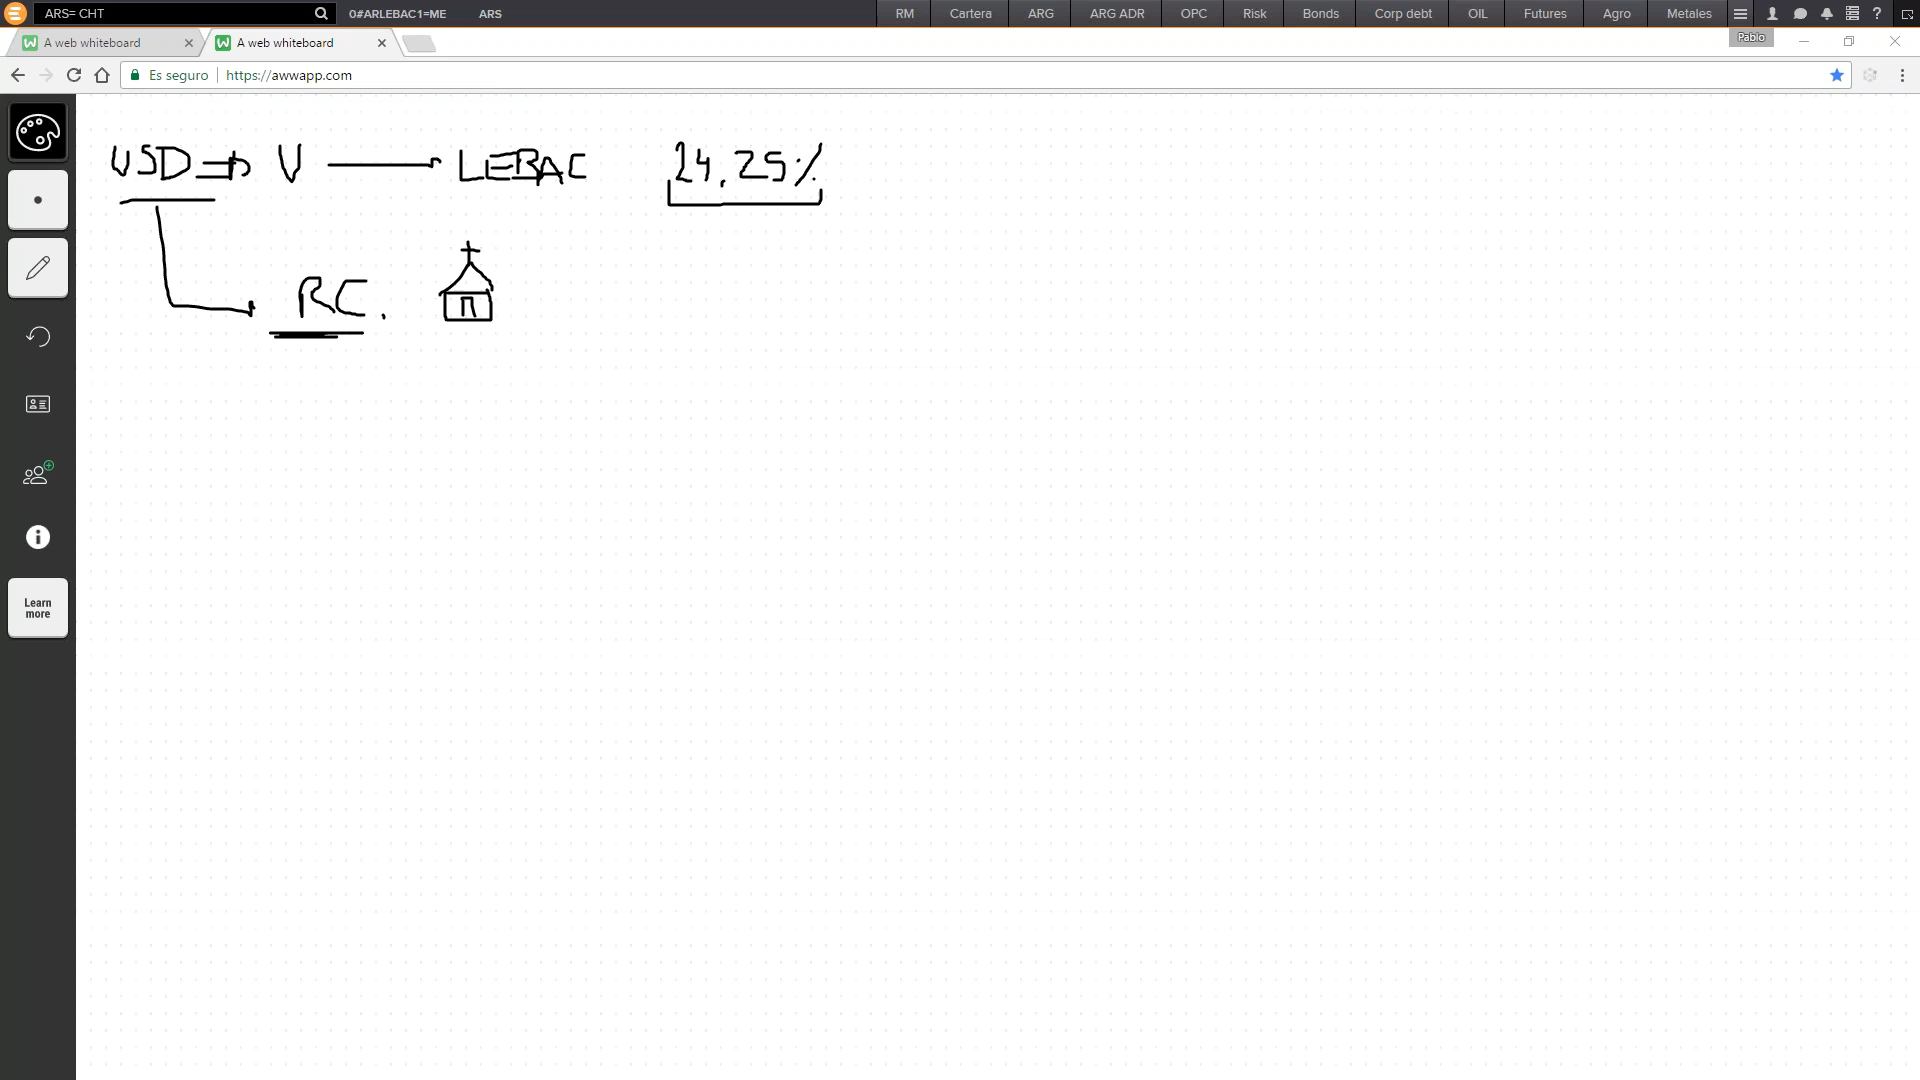 ARS= CHT 0#ARLEBAC1=ME ARS RM Cartera ARG ARG ADR OPC Risk Bonds Corp debt OIL Futures Agro Metales ?
A web whiteboard A web whiteboard Pablo
Es seguro https://awwapp.com
USD ⇒ V → LEBAC 24.25%
RC.
Learn
more